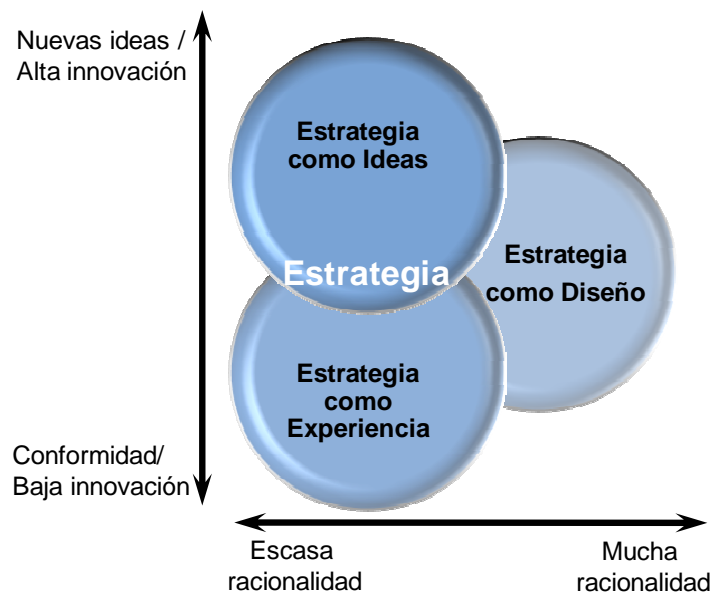 Nuevas ideas /
Alta innovación
Estrategia
como Ideas
Estrategia
como Diseño
Estrategia
Estrategia
como
Experiencia
Conformidad/
Baja innovación
Escasa
racionalidad
Mucha
racionalidad